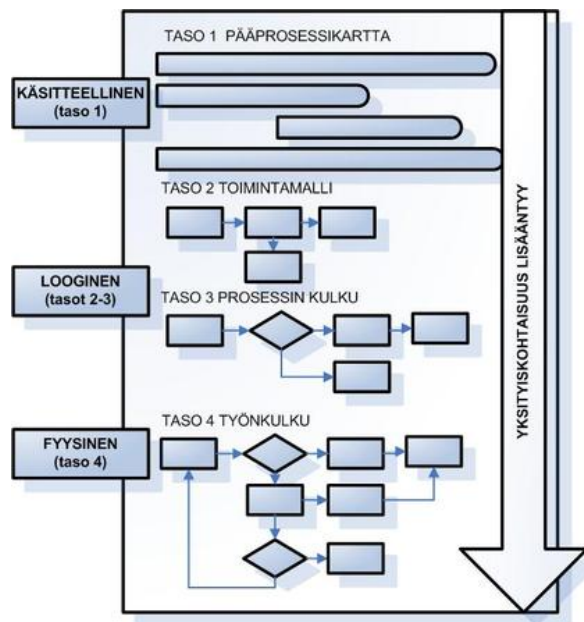 TASO 1 PÄÄPROSESSIKARTTA
KÄSITTEELLINEN
(taso 1)
TASO 2 TOIMINTAMALLI
LOOGINEN
(tasot 2-3)
TASO 3 PROSESSIN KULKU
TASO 4 TYÖNKULKU
FYYSINEN
(taso 4)
YKSITYISKOHTAISUUS LISÄÄNTYY